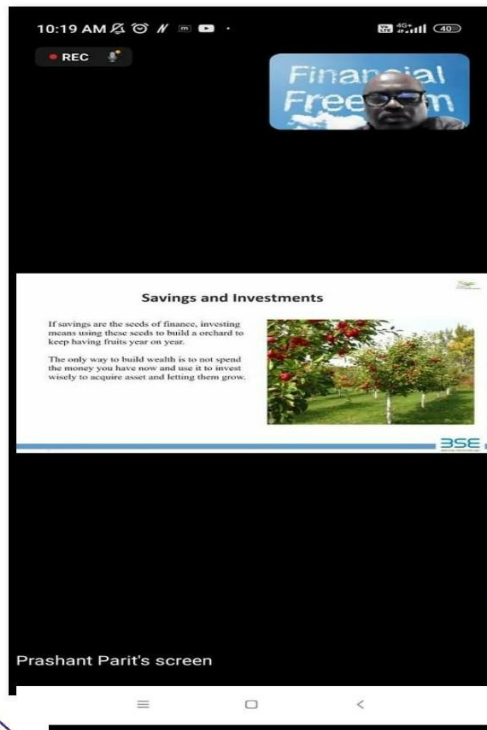 10:19 AM
4G+
40
REC
Financial
Freedom
Savings and Investments
If savings are the seeds of finance, investing
means using these seeds to build a orchard to
keep having fruits year on year.
The only way to build wealth is to not spend
the money you have now and use it to invest
wisely to acquire asset and letting them grow.
BSE
Prashant Parit's screen